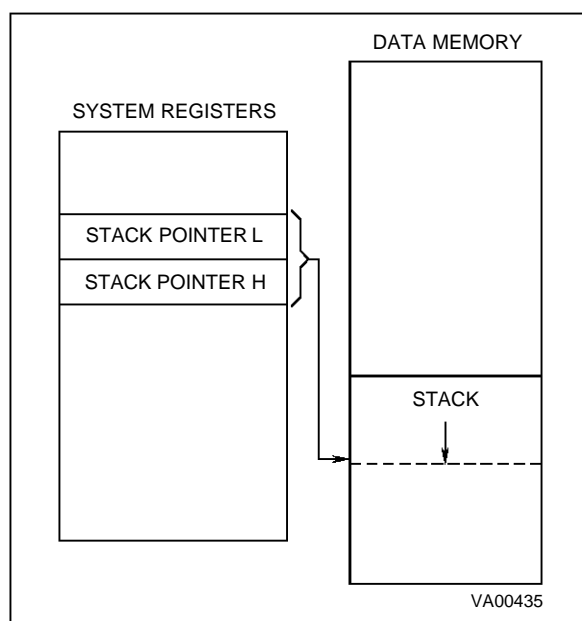 DATA MEMORY
SYSTEM REGISTERS
STACK POINTER L
STACK POINTER H
STACK
VA00435